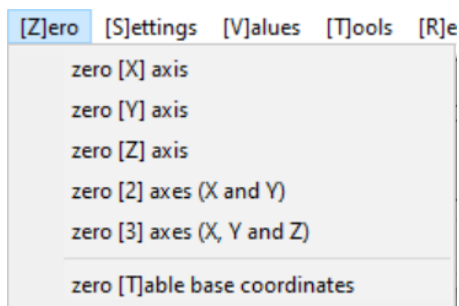 [Z]ero [S]ettings [V]alues [T]ools [R]e
zero [X] axis
zero [Y] axis
zero [Z] axis
zero [2] axes (X and Y)
zero [3] axes (X, Y and Z)
zero [T]able base coordinates